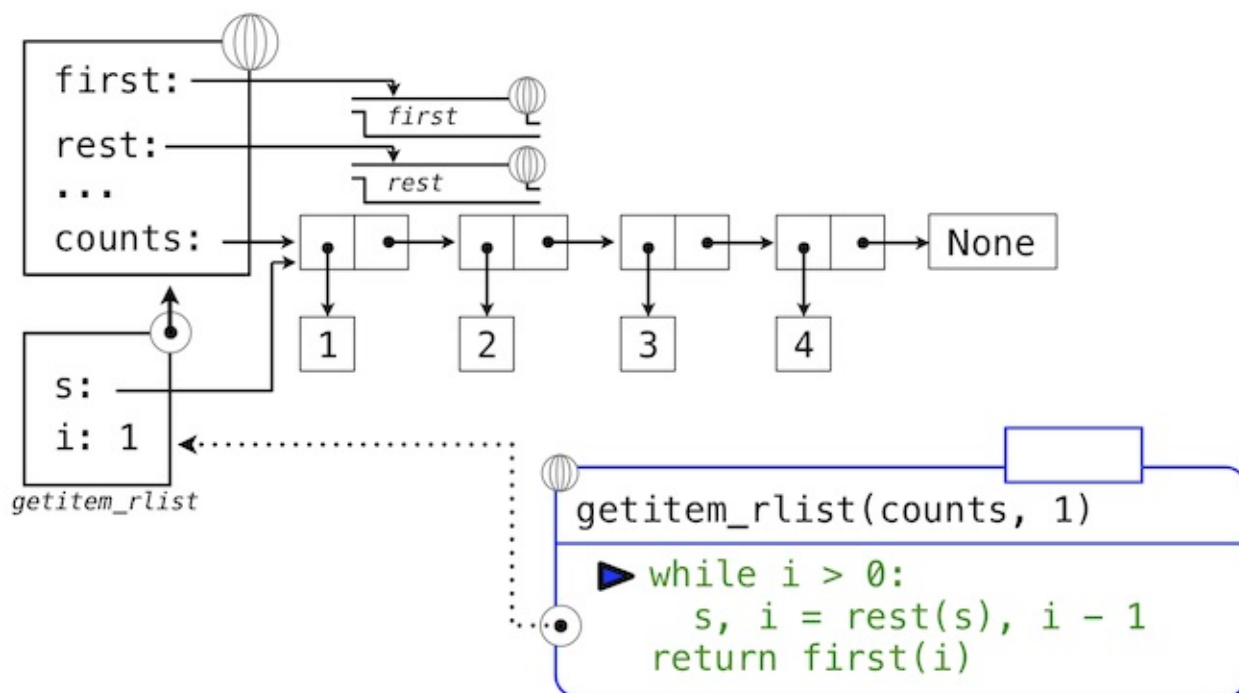 first:
first
rest:
rest
...
counts:
None
1 2 3 4
s:
i: 1
getitem_rlist
getitem_rlist(counts, 1)
while i > 0:
s, i = rest(s), i - 1
return first(i)